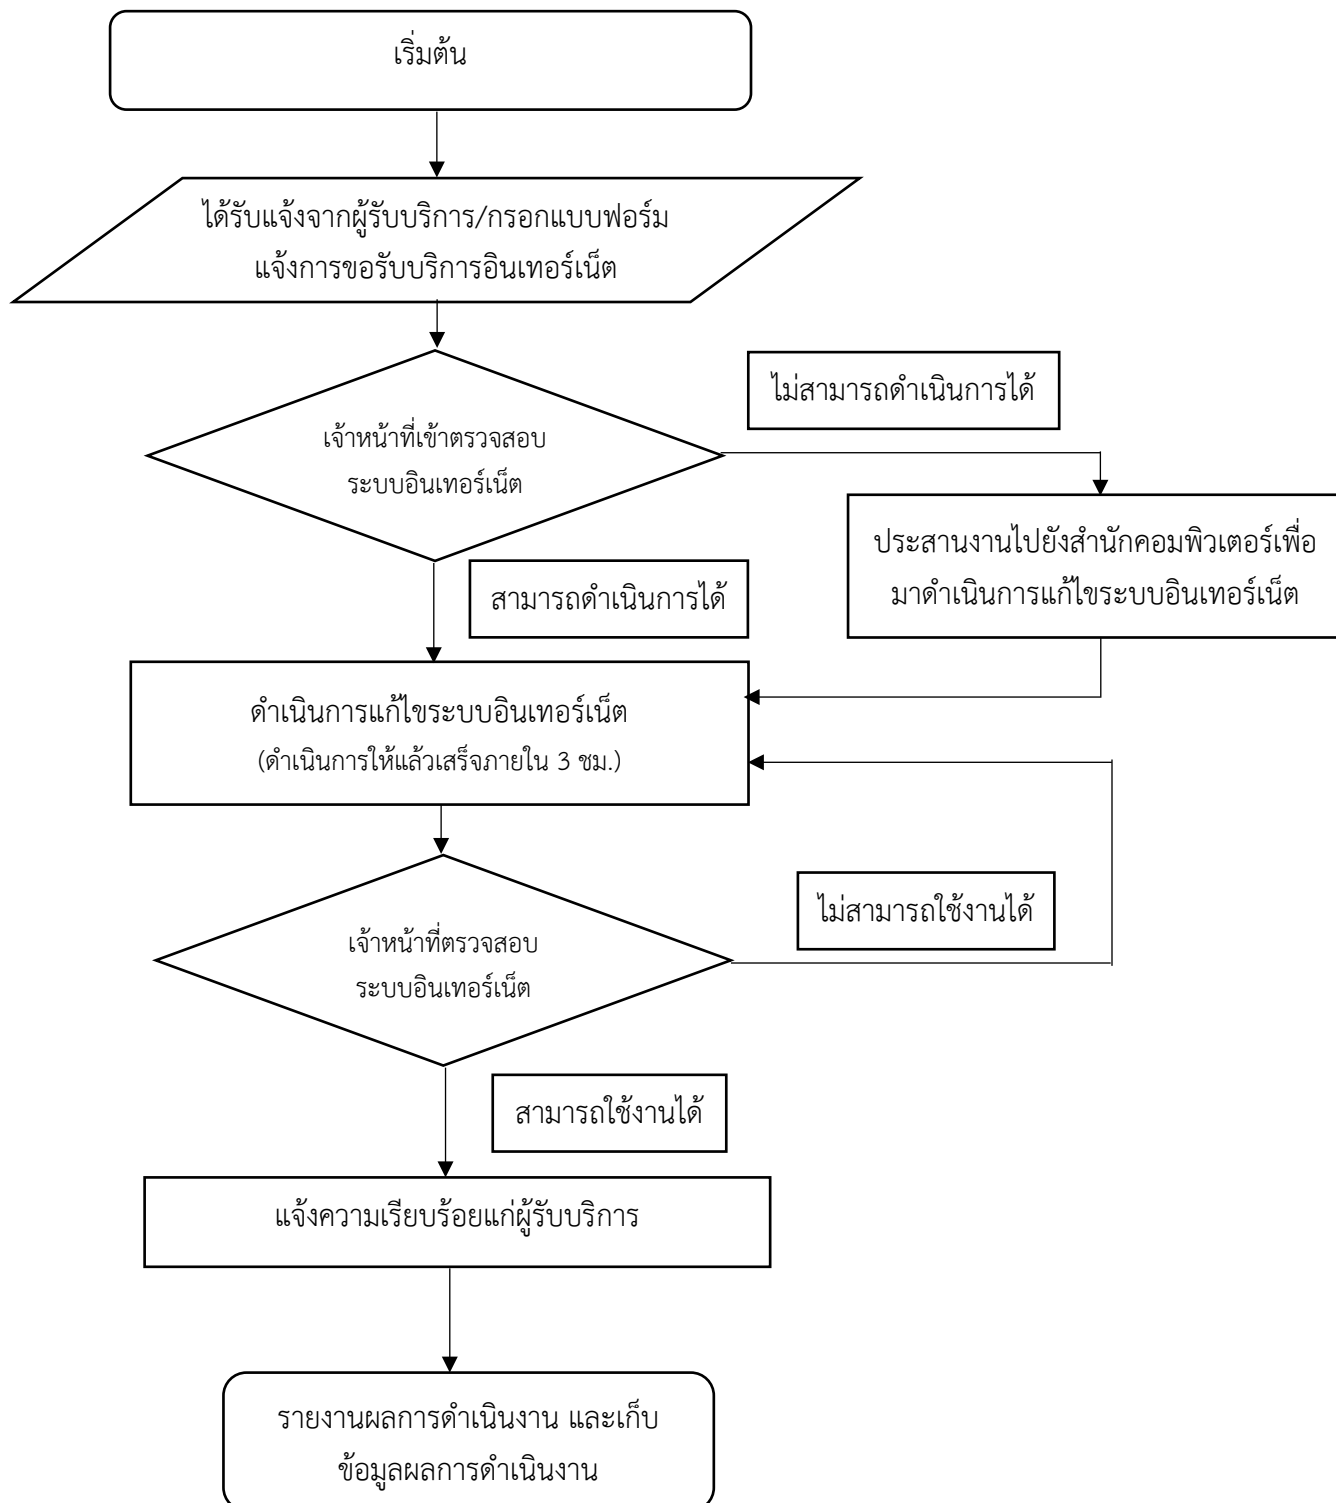 เริ่มต้น
ได้รับแจ้งจากผู้รับบริการ/กรอกแบบฟอร์ม
แจ้งการขอรับบริการอินเทอร์เน็ต
ไม่สามารถดำเนินการได้
เจ้าหน้าที่เข้าตรวจสอบ
ระบบอินเทอร์เน็ต
ประสานงานไปยังสำนักคอมพิวเตอร์เพื่อ
มาดำเนินการแก้ไขระบบอินเทอร์เน็ต
สามารถดำเนินการได้
ดำเนินการแก้ไขระบบอินเทอร์เน็ต
(ดำเนินการให้แล้วเสร็จภายใน 3 ชม.)
ไม่สามารถใช้งานได้
เจ้าหน้าที่ตรวจสอบ
ระบบอินเทอร์เน็ต
สามารถใช้งานได้
แจ้งความเรียบร้อยแก่ผู้รับบริการ
รายงานผลการดำเนินงาน และเก็บ
ข้อมูลผลการดำเนินงาน